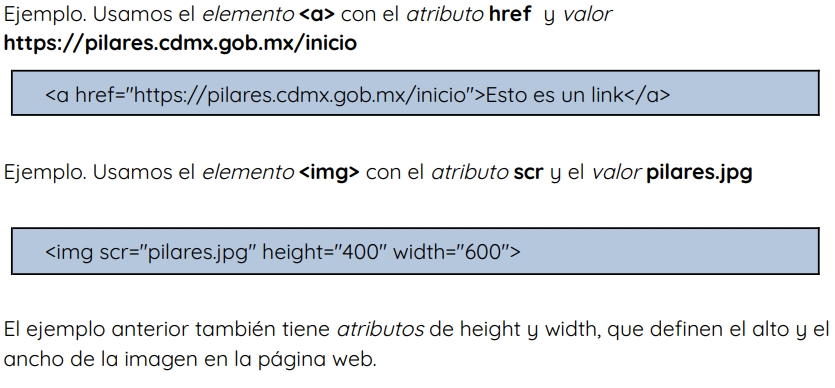 Ejemplo. Usamos el elemento <a> con el atributo href y valor
https://pilares.cdmx.gob.mx/inicio
<a href="https://pilares.cdmx.gob.mx/inicio">Esto es un link</a>
Ejemplo. Usamos el elemento <img> con el atributo scr y el valor pilares.jpg
<img scr="pilares.jpg" height="400" width="600">
El ejemplo anterior también tiene atributos de height y width, que definen el alto y el
ancho de la imagen en la página web.